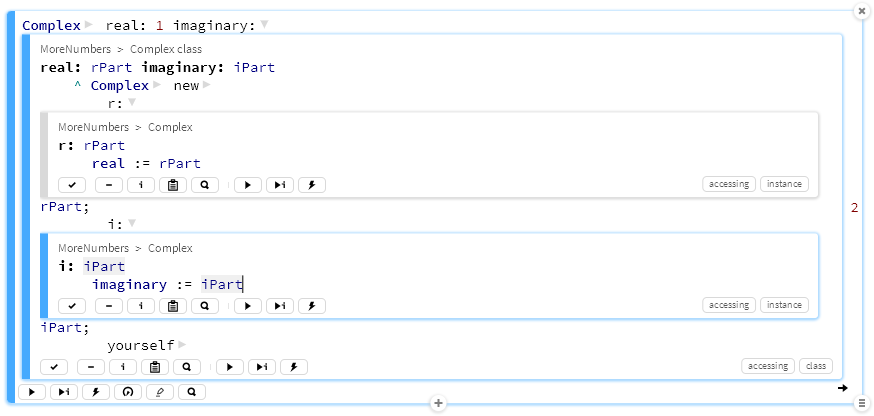 Complex real: 1 imaginary:
MoreNumbers > Complex class
real: rPart imaginary: iPart
^ Complex new
r:
MoreNumbers > Complex
r: rPart
real := rPart
i
i
accessing instance
rPart;
2
i:
MoreNumbers > Complex
i: iPart
imaginary := iPart
i
i
accessing instance
iPart;
yourself
i
i
accessing class
i